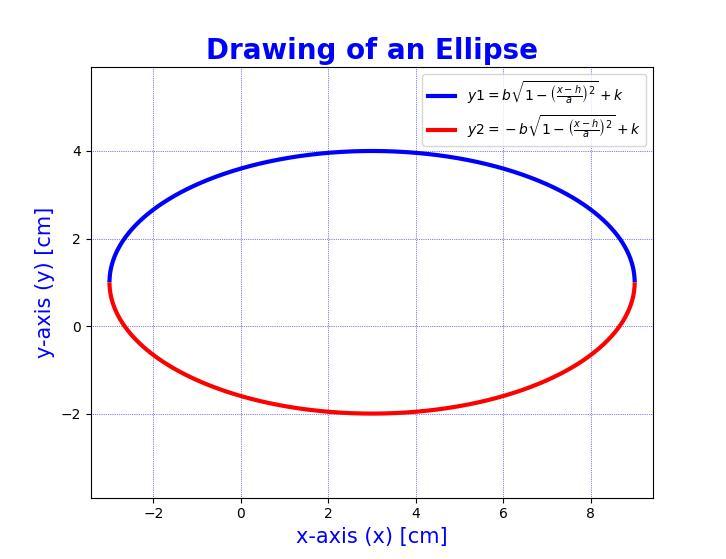 Drawing of an Ellipse
y1 = b√(1 − ((x−h)/a)²) + k
y2 = −b√(1 − ((x−h)/a)²) + k
y-axis (y) [cm]
4
2
0
−2
−2 0 2 4 6 8
x-axis (x) [cm]